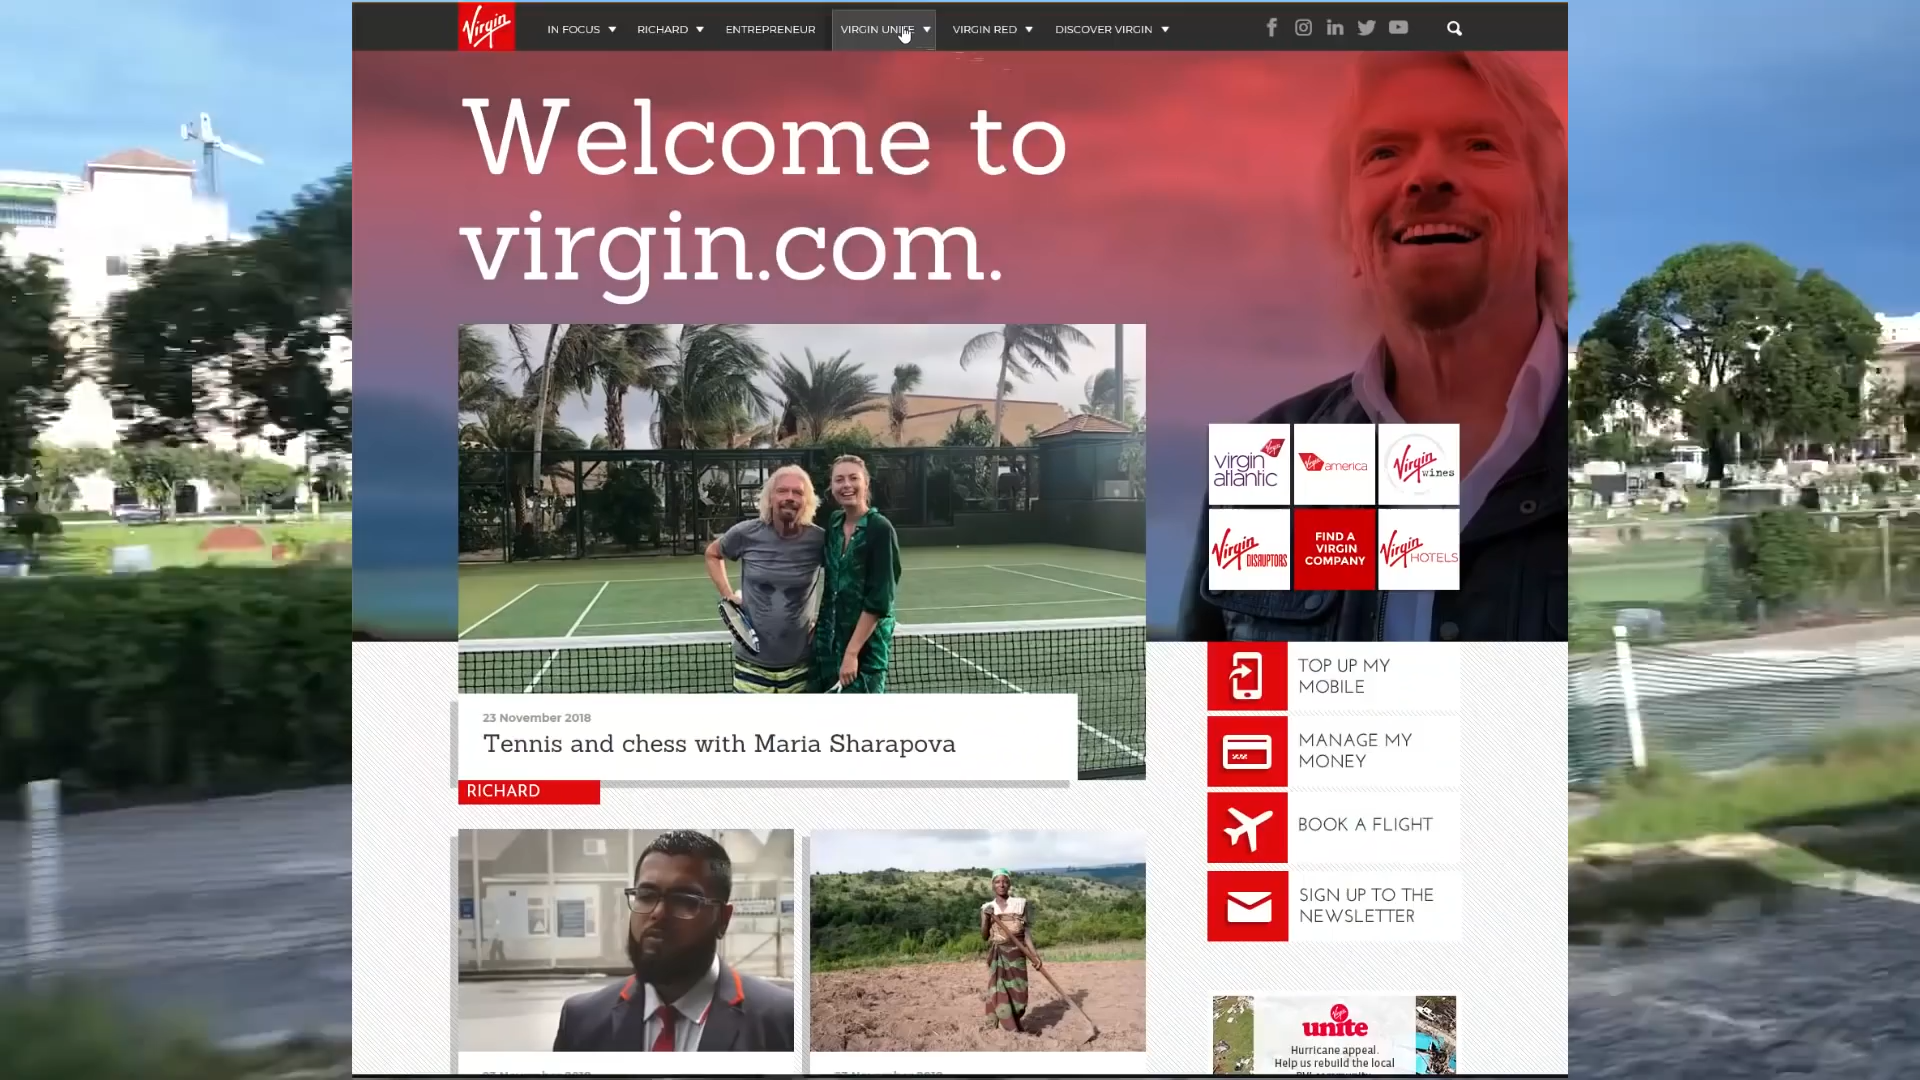 Virgin
IN FOCUS
RICHARD
ENTREPRENEUR
VIRGIN UNITE
VIRGIN RED
DISCOVER VIRGIN
Welcome to
virgin.com.
virgin
atlantic
america
Virgin
wines
Virgin
DISRUPTORS
FIND A
VIRGIN
COMPANY
Virgin
HOTELS
23 November 2018
Tennis and chess with Maria Sharapova
RICHARD
TOP UP MY
MOBILE
MANAGE MY
MONEY
BOOK A FLIGHT
SIGN UP TO THE
NEWSLETTER
unite
Hurricane appeal.
Help us rebuild the local